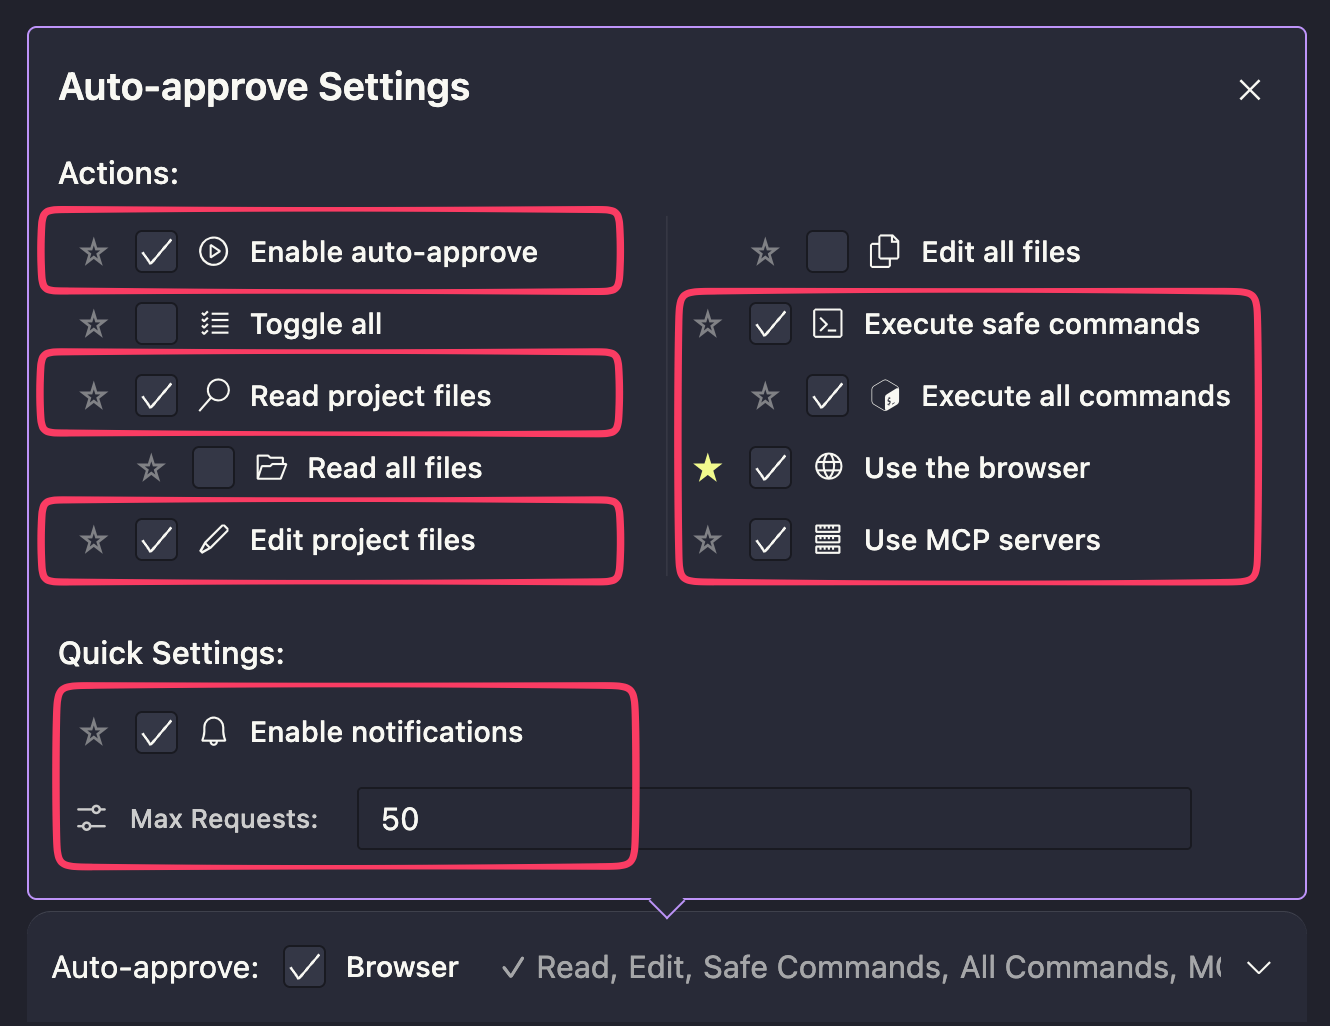 Auto-approve Settings
Actions:
Enable auto-approve
Toggle all
Read project files
Read all files
Edit project files
Edit all files
Execute safe commands
Execute all commands
Use the browser
Use MCP servers
Quick Settings:
Enable notifications
Max Requests: 50
Auto-approve: Browser Read, Edit, Safe Commands, All Commands,